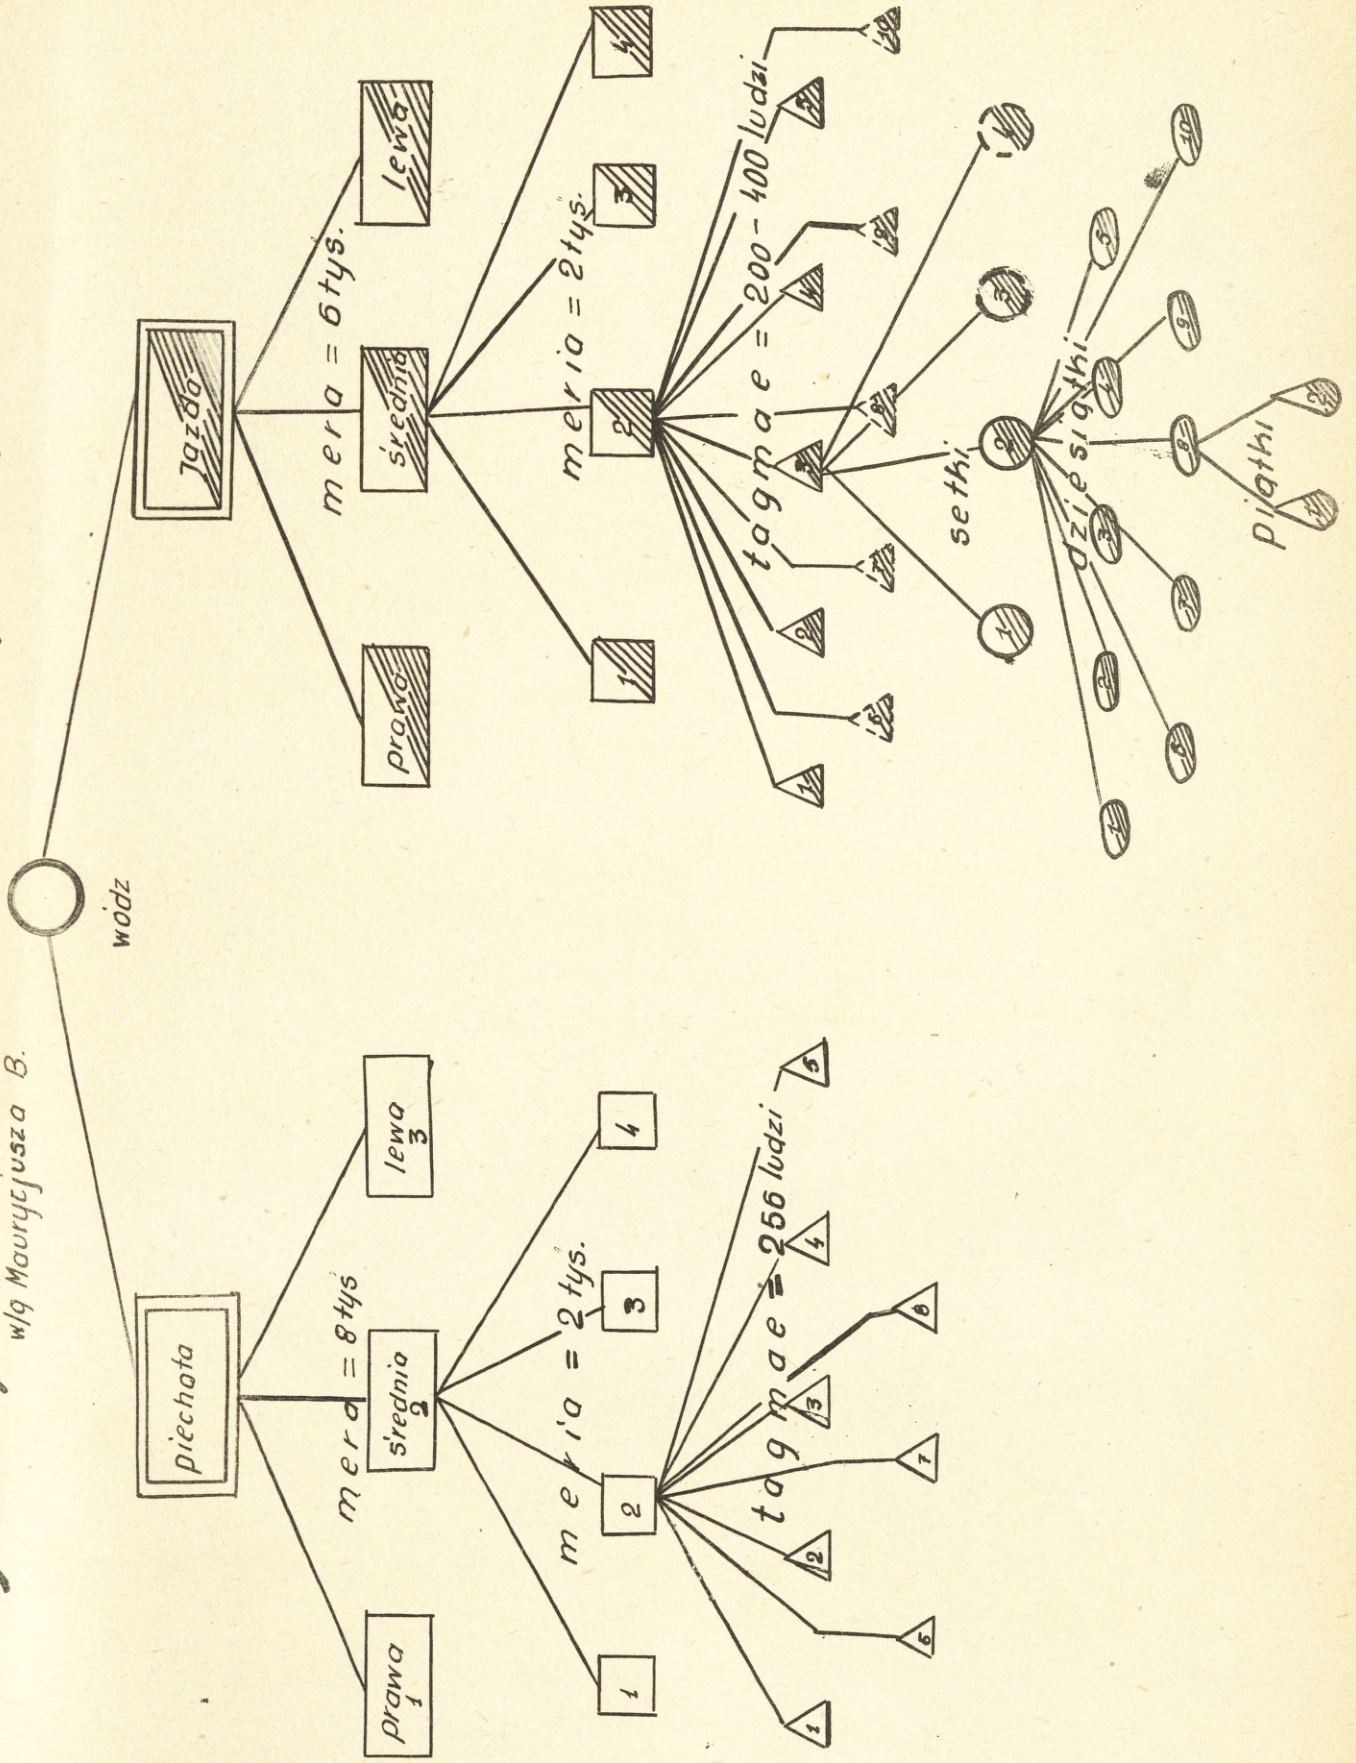 w/g Maurycjusza B.
wódz
piechota
Jazda
mera = 8 tys
mera = 6 tys.
prawa
1
średnia
2
lewa
3
prawa
średnia
lewa
meria = 2 tys.
meria = 2 tys.
1
2
3
4
1
2
3
4
tagmae = 256 ludzi
tagmae = 200 - 400 ludzi
1
2
3
4
5
6
7
8
1
2
3
4
5
6
7
8
9
10
setki
1
2
3
4
dziesiątki
1
2
3
4
5
6
7
8
9
10
Piątki
1
2